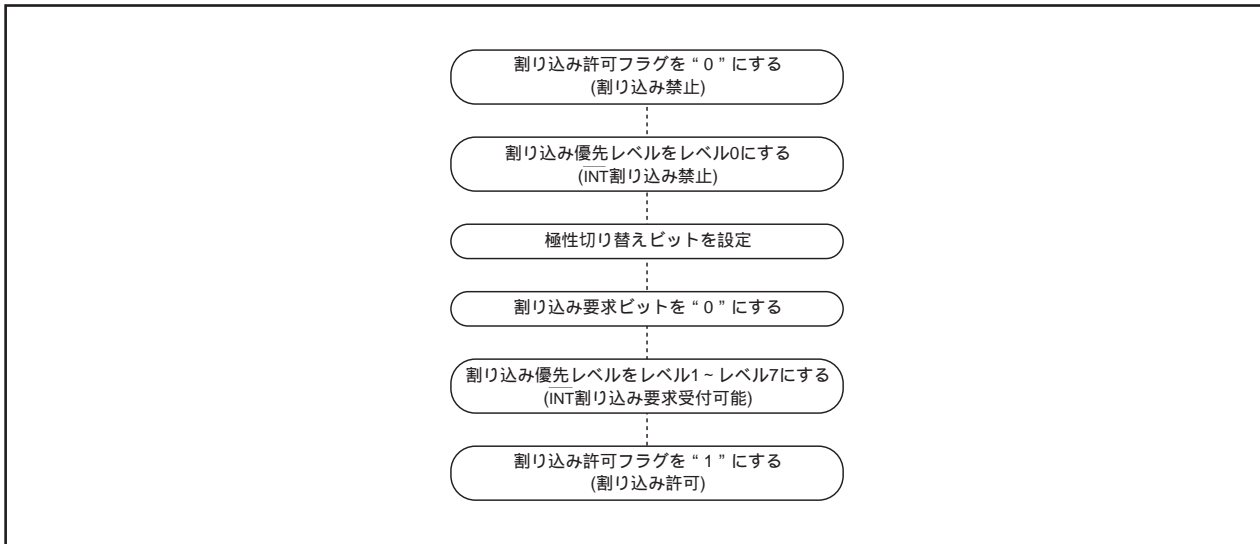 割り込み許可フラグを“0”にする
(割り込み禁止)
割り込み優先レベルをレベル0にする
(I̅N̅T̅割り込み禁止)
極性切り替えビットを設定
割り込み要求ビットを“0”にする
割り込み優先レベルをレベル1~レベル7にする
(I̅N̅T̅割り込み要求受付可能)
割り込み許可フラグを“1”にする
(割り込み許可)